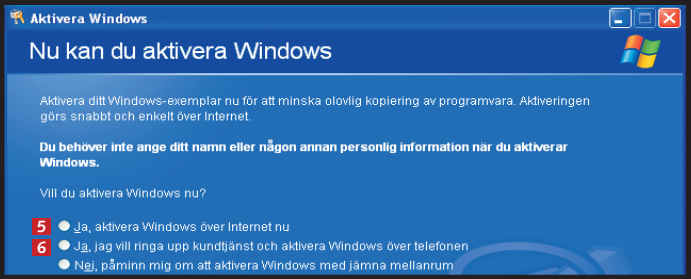 Aktivera Windows
Nu kan du aktivera Windows
Aktivera ditt Windows-exemplar nu för att minska olovlig kopiering av programvara. Aktiveringen
görs snabbt och enkelt över Internet.
Du behöver inte ange ditt namn eller någon annan personlig information när du aktiverar
Windows.
Vill du aktivera Windows nu?
5 Ja, aktivera Windows över Internet nu
6 Ja, jag vill ringa upp kundtjänst och aktivera Windows över telefonen
Nej, påminn mig om att aktivera Windows med jämna mellanrum